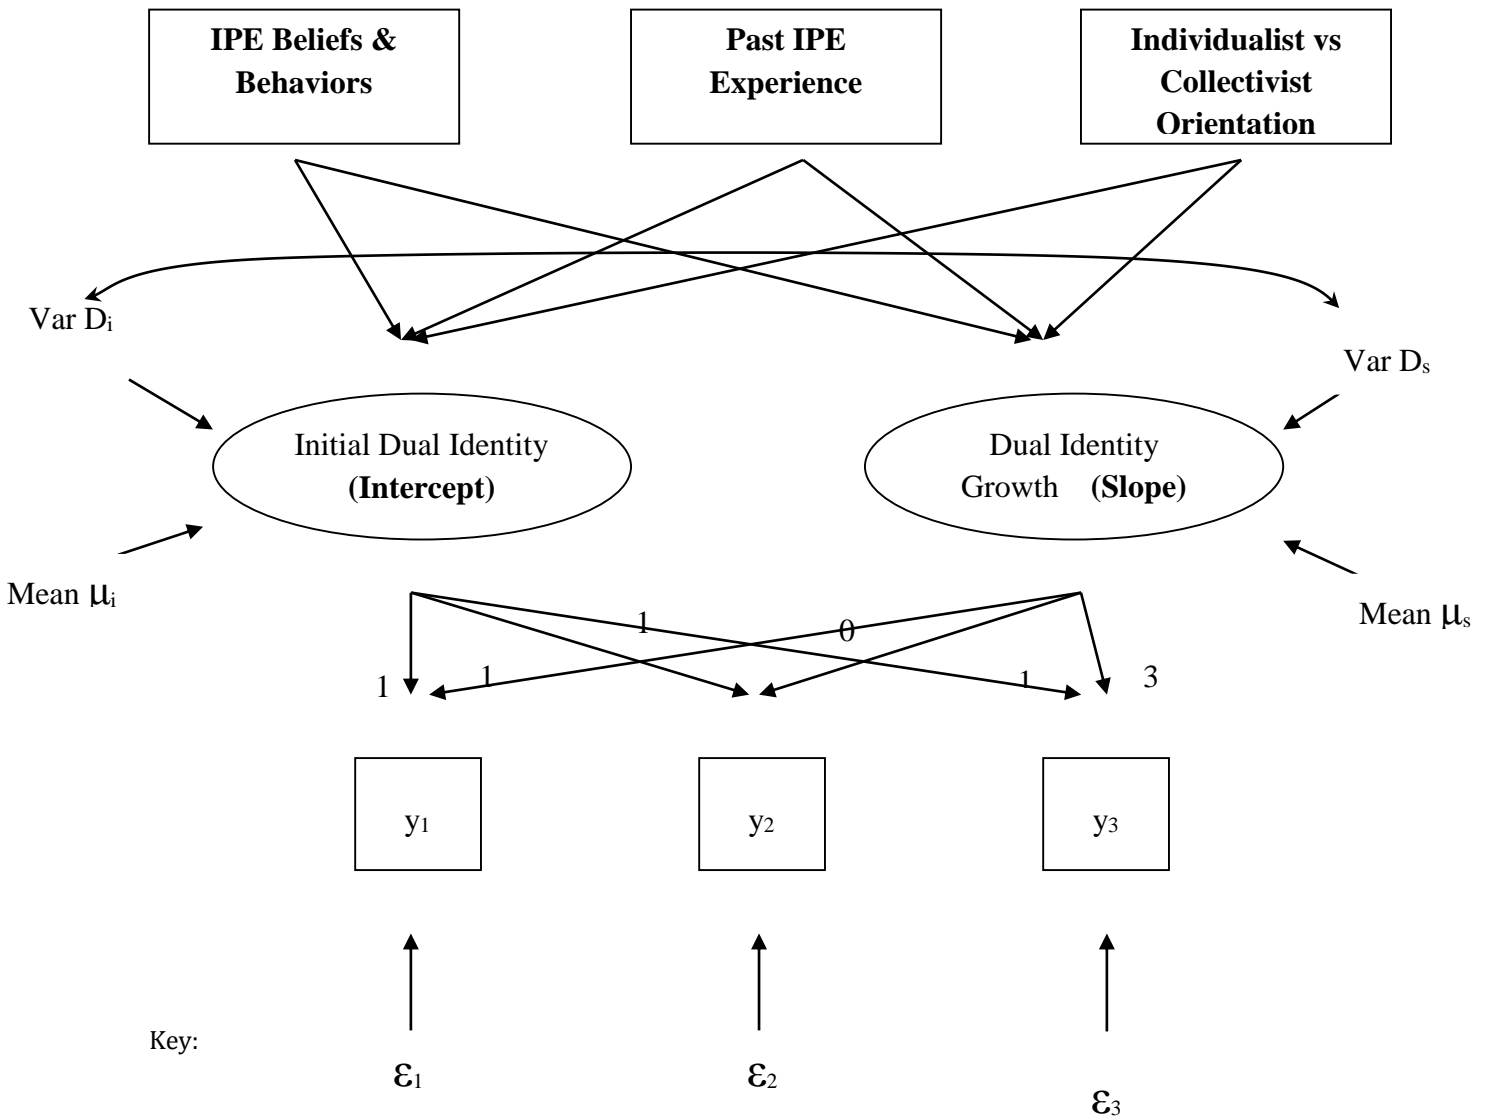 IPE Beliefs &
Behaviors
Past IPE
Experience
Individualist vs
Collectivist
Orientation
Var Di
Var Ds
Initial Dual Identity
(Intercept)
Dual Identity
Growth (Slope)
Mean µi
Mean µs
1
0
1
1
1
3
y1
y2
y3
Key:
ε1
ε2
ε3